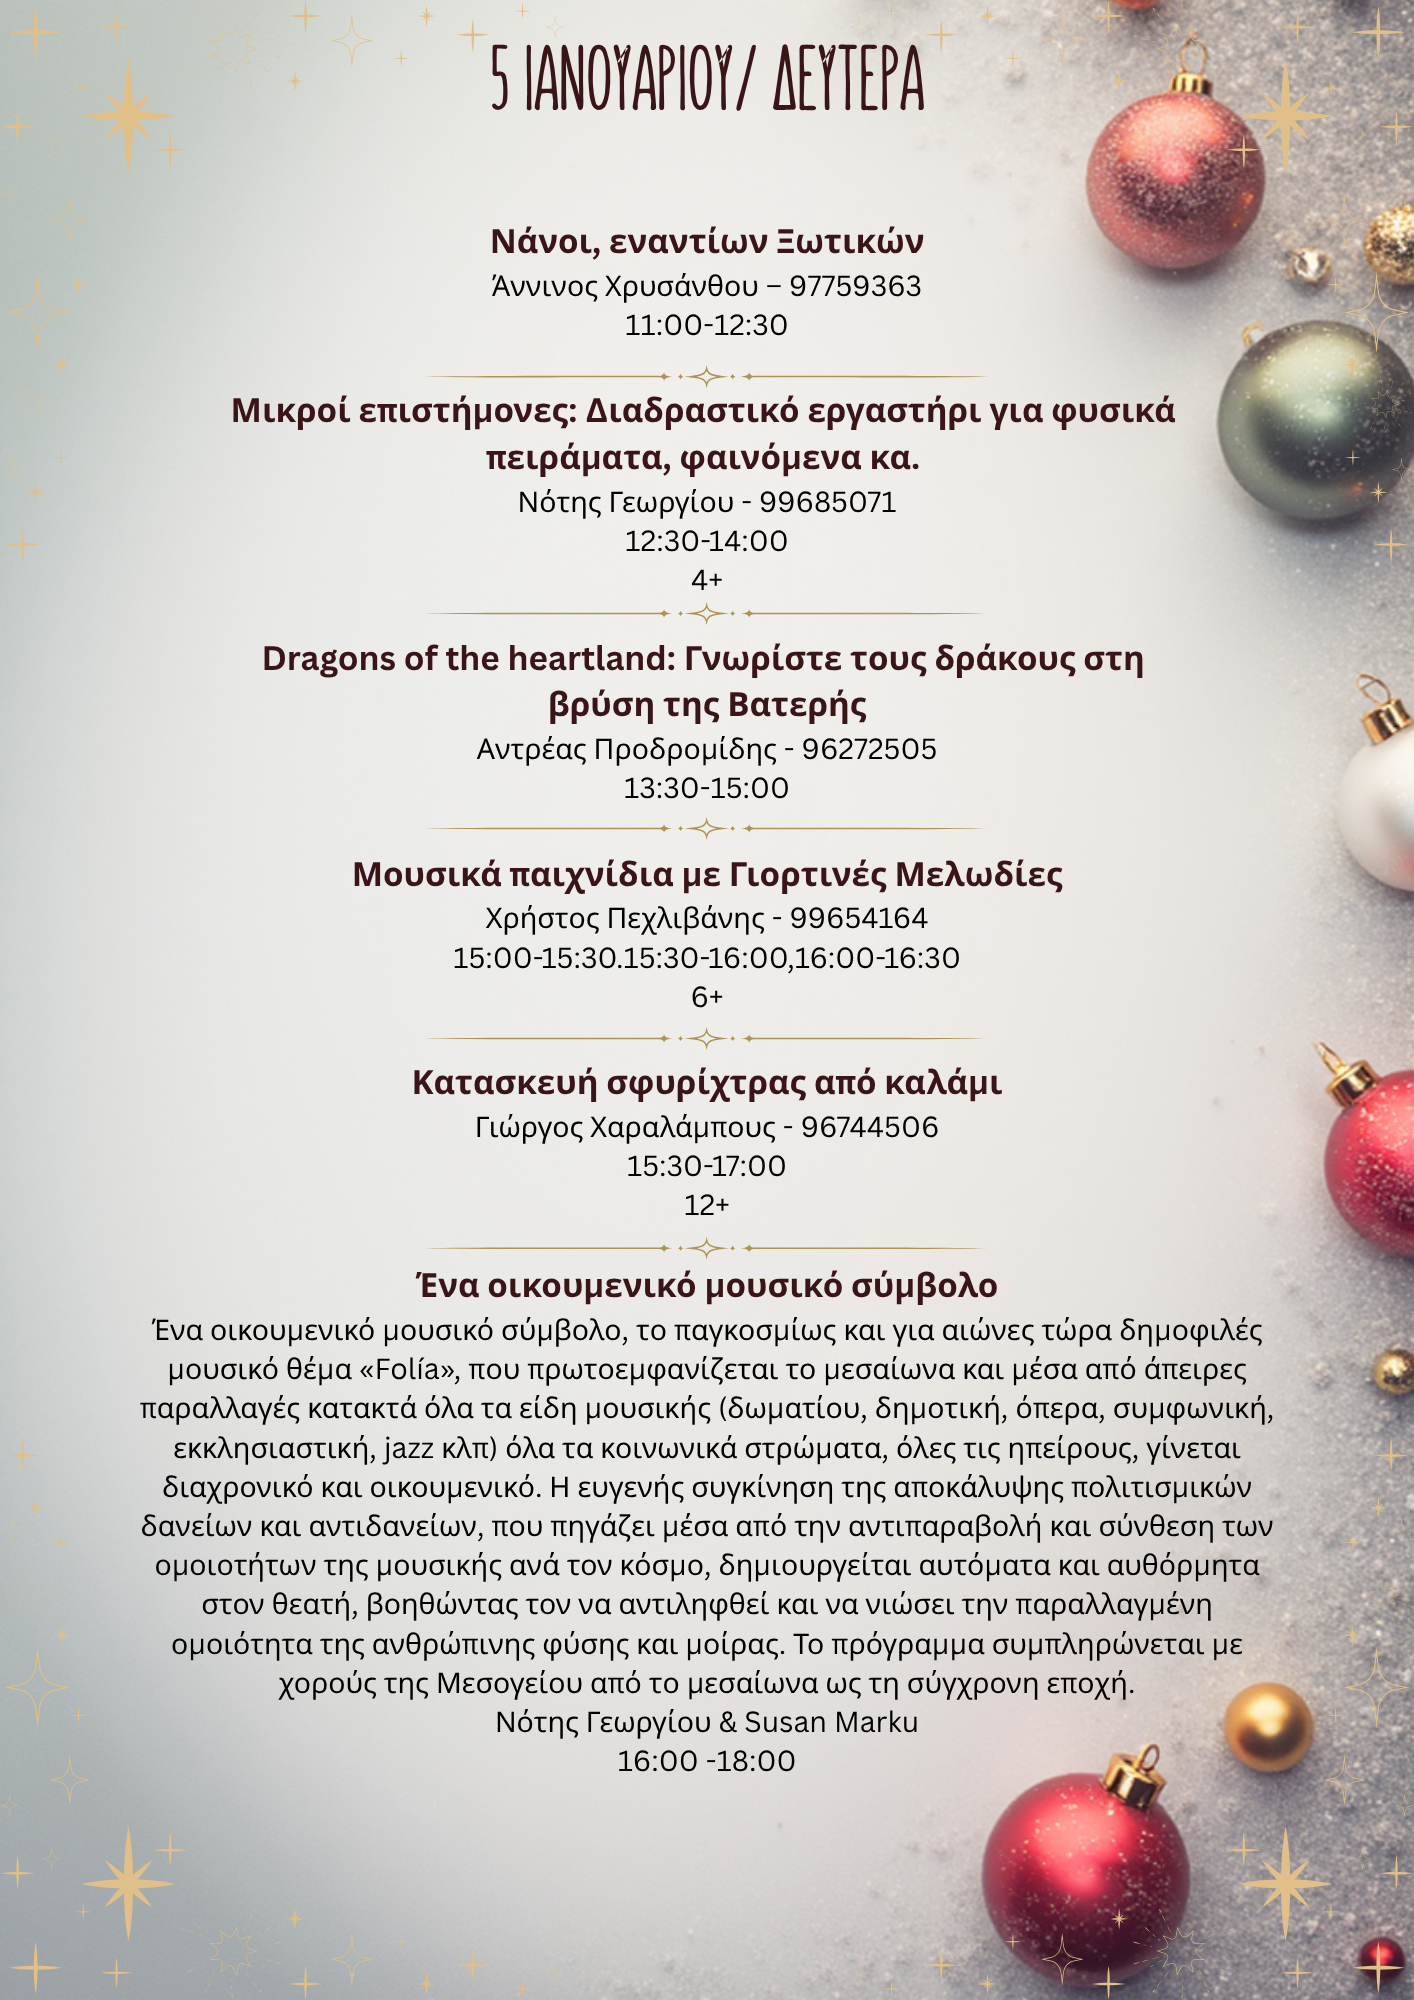 5 ΙΑΝΟΥΑΡΙΟΥ/ ΔΕΥΤΕΡΑ
Νάνοι, εναντίων Ξωτικών
Άννινος Χρυσάνθου – 97759363
11:00-12:30
Μικροί επιστήμονες: Διαδραστικό εργαστήρι για φυσικά
πειράματα, φαινόμενα κα.
Νότης Γεωργίου - 99685071
12:30-14:00
4+
Dragons of the heartland: Γνωρίστε τους δράκους στη
βρύση της Βατερής
Αντρέας Προδρομίδης - 96272505
13:30-15:00
Μουσικά παιχνίδια με Γιορτινές Μελωδίες
Χρήστος Πεχλιβάνης - 99654164
15:00-15:30.15:30-16:00,16:00-16:30
6+
Κατασκευή σφυρίχτρας από καλάμι
Γιώργος Χαραλάμπους - 96744506
15:30-17:00
12+
Ένα οικουμενικό μουσικό σύμβολο
Ένα οικουμενικό μουσικό σύμβολο, το παγκοσμίως και για αιώνες τώρα δημοφιλές
μουσικό θέμα «Folía», που πρωτοεμφανίζεται το μεσαίωνα και μέσα από άπειρες
παραλλαγές κατακτά όλα τα είδη μουσικής (δωματίου, δημοτική, όπερα, συμφωνική,
εκκλησιαστική, jazz κλπ) όλα τα κοινωνικά στρώματα, όλες τις ηπείρους, γίνεται
διαχρονικό και οικουμενικό. Η ευγενής συγκίνηση της αποκάλυψης πολιτισμικών
δανείων και αντιδανείων, που πηγάζει μέσα από την αντιπαραβολή και σύνθεση των
ομοιοτήτων της μουσικής ανά τον κόσμο, δημιουργείται αυτόματα και αυθόρμητα
στον θεατή, βοηθώντας τον να αντιληφθεί και να νιώσει την παραλλαγμένη
ομοιότητα της ανθρώπινης φύσης και μοίρας. Το πρόγραμμα συμπληρώνεται με
χορούς της Μεσογείου από το μεσαίωνα ως τη σύγχρονη εποχή.
Νότης Γεωργίου & Susan Marku
16:00 -18:00